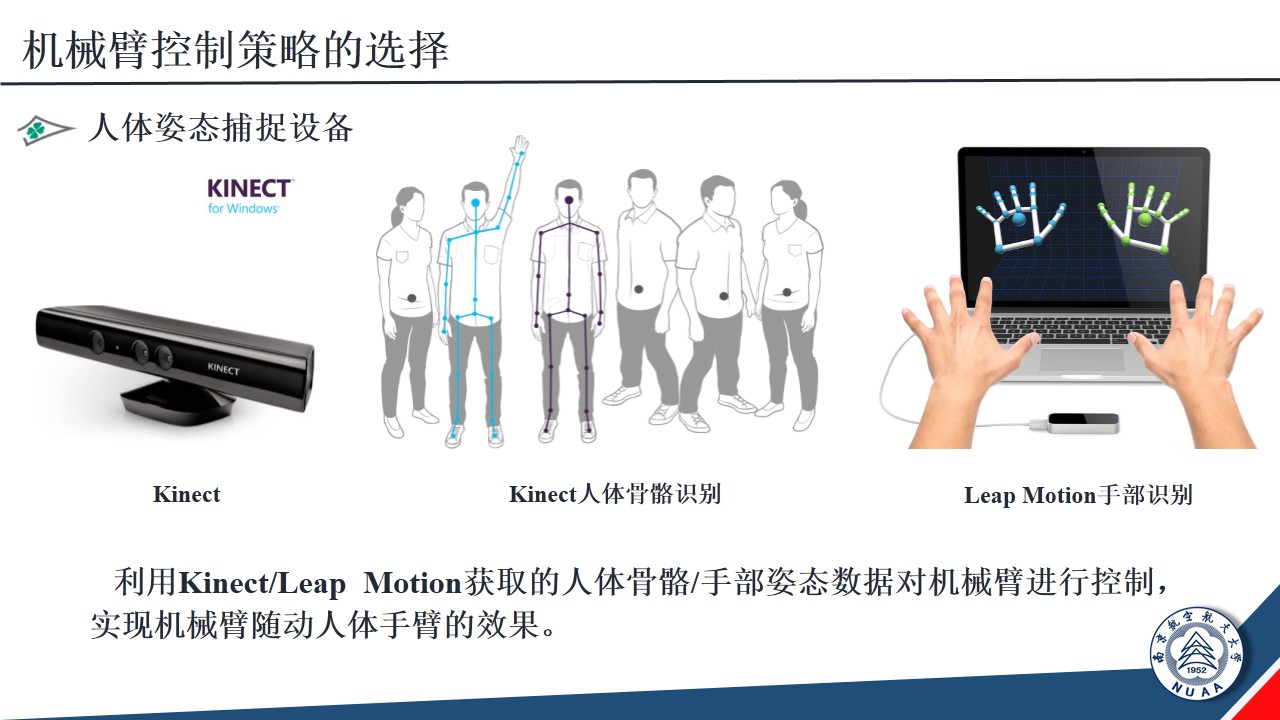 机械臂控制策略的选择
人体姿态捕捉设备
KINECT
for Windows
KINECT
Kinect
Kinect人体骨骼识别
Leap Motion手部识别
利用Kinect/Leap Motion获取的人体骨骼/手部姿态数据对机械臂进行控制，
实现机械臂随动人体手臂的效果。
南京航空航天大学
1952
NUAA